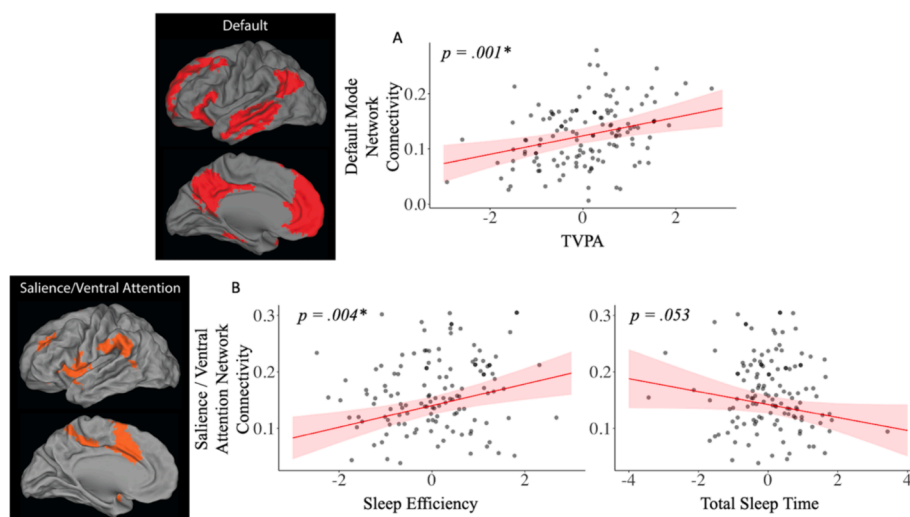 Default
A
p = .001*
Default Mode
Network
Connectivity
0.2
0.1
0.0
-2
0
2
TVPA
Salience/Ventral Attention
B
Salience / Ventral
Attention Network
Connectivity
p = .004*
0.3
0.2
0.1
-2
0
2
Sleep Efficiency
p = .053
0.3
0.2
0.1
-4
-2
0
2
4
Total Sleep Time